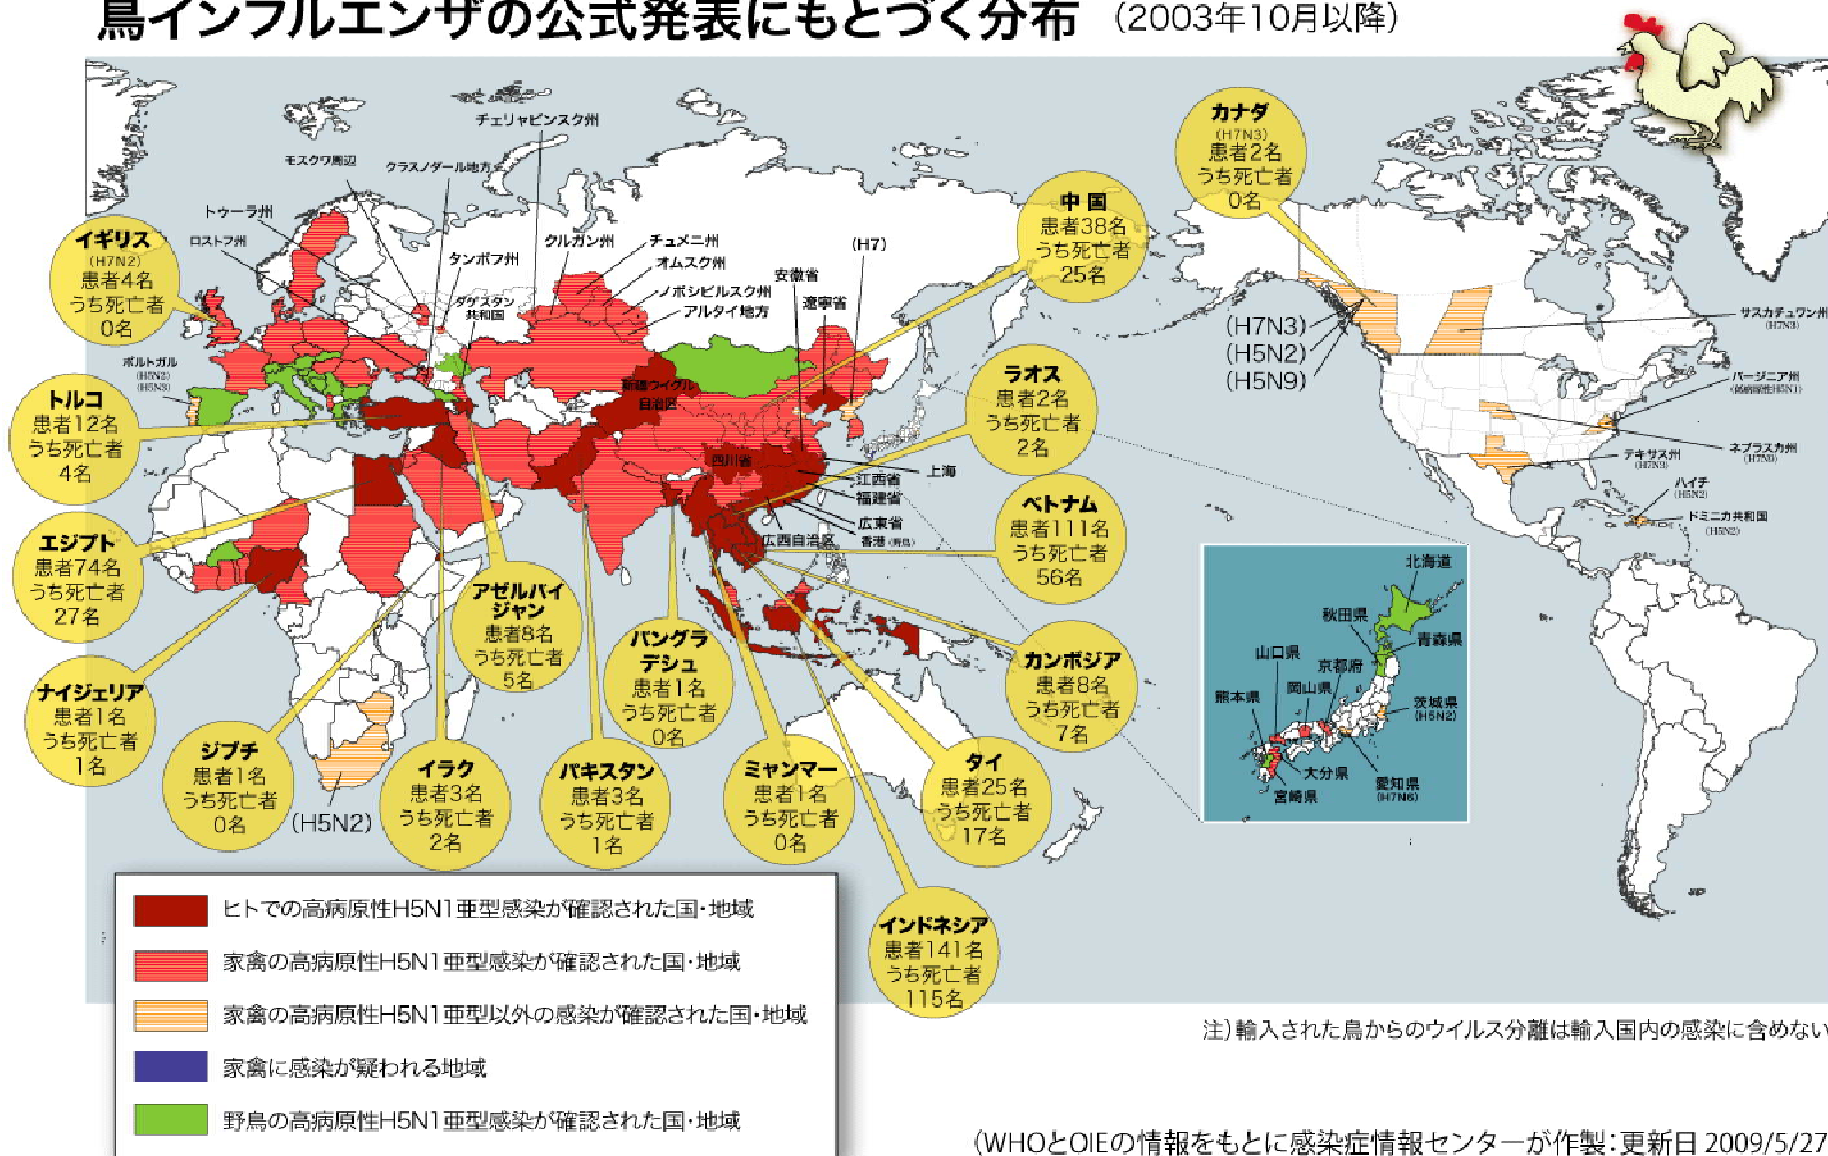 鳥インフルエンザの公式発表にもとづく分布 （2003年10月以降）
チェリャビンスク州
モスクワ周辺
クラスノダール地方
トゥーラ州
ロストフ州
タンボフ州
ダゲスタン
共和国
クルガン州
チュメニ州
オムスク州
ノボシビルスク州
アルタイ地方
安徽省
遼寧省
(H7)
カナダ
(H7N3)
患者2名
うち死亡者
0名
中国
患者38名
うち死亡者
25名
イギリス
(H7N2)
患者4名
うち死亡者
0名
ポルトガル
(H5N2)
(H5N3)
トルコ
患者12名
うち死亡者
4名
エジプト
患者74名
うち死亡者
27名
ナイジェリア
患者1名
うち死亡者
1名
ジブチ
患者1名
うち死亡者
0名
(H5N2)
イラク
患者3名
うち死亡者
2名
アゼルバイ
ジャン
患者8名
うち死亡者
5名
パキスタン
患者3名
うち死亡者
1名
バングラ
デシュ
患者1名
うち死亡者
0名
ミャンマー
患者1名
うち死亡者
0名
タイ
患者25名
うち死亡者
17名
インドネシア
患者141名
うち死亡者
115名
カンボジア
患者8名
うち死亡者
7名
ベトナム
患者111名
うち死亡者
56名
ラオス
患者2名
うち死亡者
2名
新疆ウイグル
自治区
四川省
上海
江西省
福建省
広東省
香港（野鳥）
広西自治区
(H7N3)
(H5N2)
(H5N9)
サスカチュワン州
(H7N3)
バージニア州
ネブラスカ州
テキサス州
ハイチ
(H5N2)
ドミニカ共和国
(H5N2)
北海道
秋田県
青森県
山口県
京都府
岡山県
熊本県
茨城県
(H5N2)
大分県
宮崎県
愛知県
(H7N6)
ヒトでの高病原性H5N1亜型感染が確認された国・地域
家禽の高病原性H5N1亜型感染が確認された国・地域
家禽の高病原性H5N1亜型以外の感染が確認された国・地域
家禽に感染が疑われる地域
野鳥の高病原性H5N1亜型感染が確認された国・地域
注）輸入された鳥からのウイルス分離は輸入国内の感染に含めない
（WHOとOIEの情報をもとに感染症情報センターが作製：更新日 2009/5/27